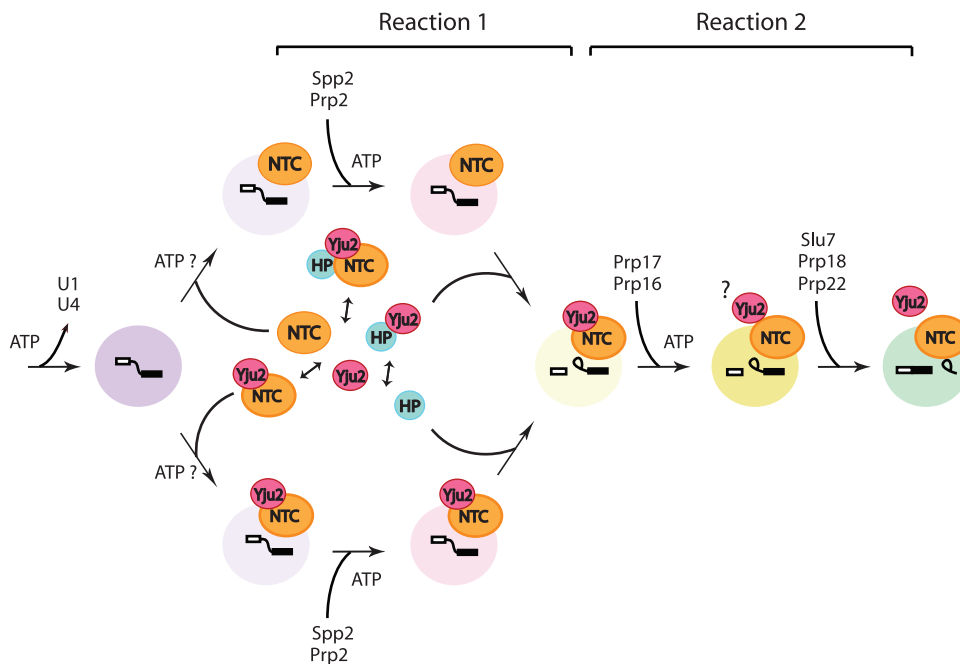 Reaction 1
Reaction 2
Spp2
Prp2
ATP
NTC
NTC
Yju2
HP
NTC
ATP ?
U1
U4
ATP
NTC
HP
Yju2
Yju2
NTC
Yju2
HP
ATP ?
Prp17
Prp16
ATP
Yju2
NTC
?
Yju2
NTC
Slu7
Prp18
Prp22
Yju2
NTC
Yju2
NTC
Yju2
NTC
ATP
Spp2
Prp2